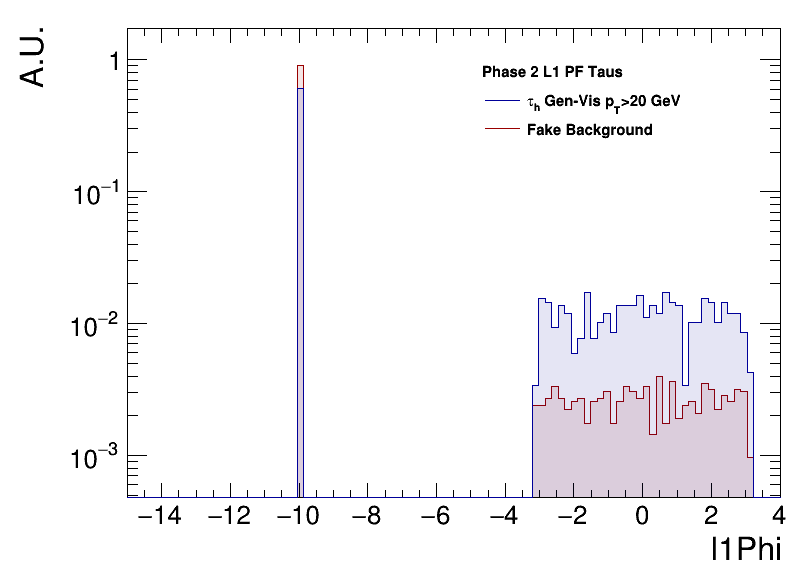 A.U.
1
10⁻¹
10⁻²
10⁻³
Phase 2 L1 PF Taus
τh Gen-Vis pT>20 GeV
Fake Background
−14 −12 −10 −8 −6 −4 −2 0 2 4
l1Phi